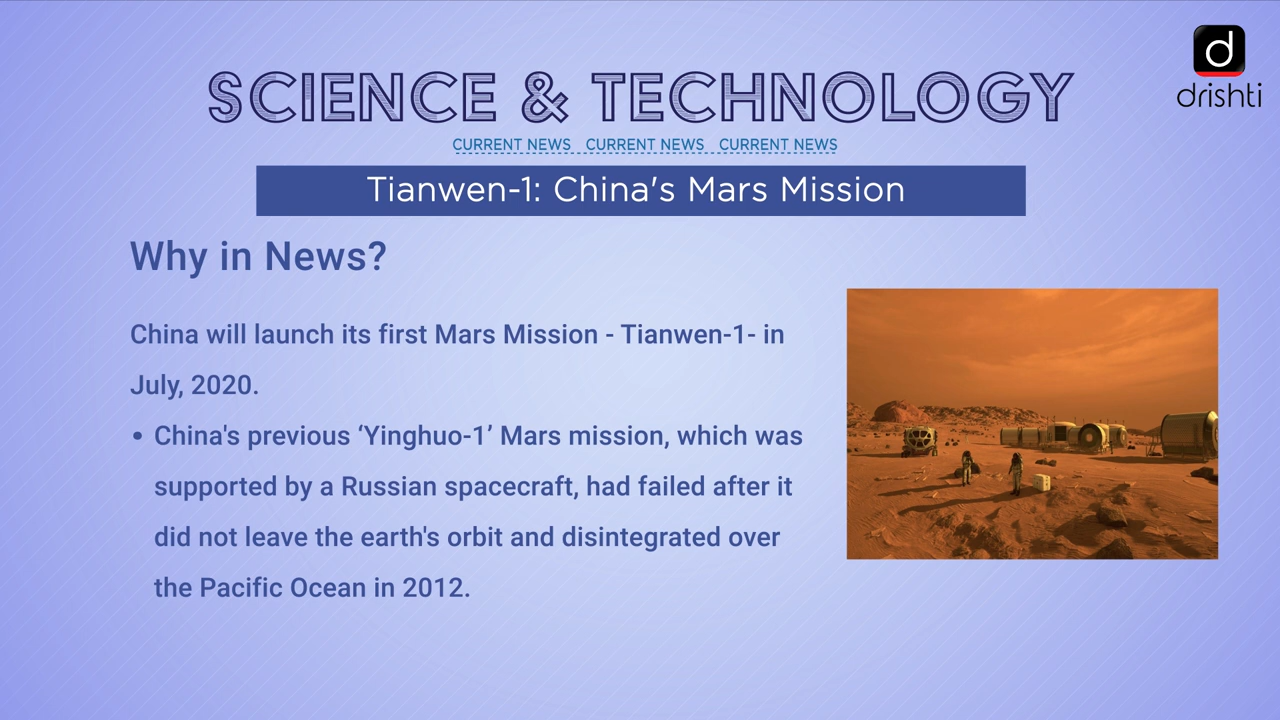 d
drishti
SCIENCE & TECHNOLOGY
CURRENT NEWS CURRENT NEWS CURRENT NEWS
Tianwen-1: China's Mars Mission
Why in News?
China will launch its first Mars Mission - Tianwen-1- in
July, 2020.
• China's previous ‘Yinghuo-1’ Mars mission, which was
supported by a Russian spacecraft, had failed after it
did not leave the earth's orbit and disintegrated over
the Pacific Ocean in 2012.